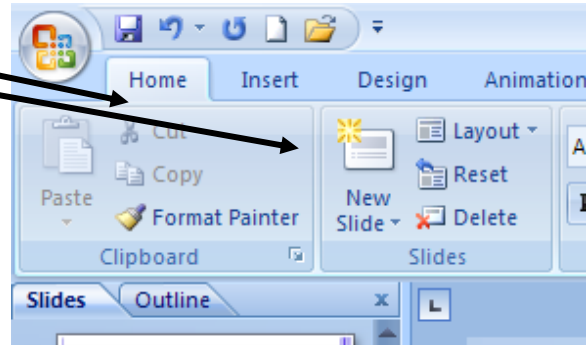 Home Insert Design Animation
Cut Layout
Copy Reset
Paste New
Format Painter Slide Delete
Clipboard Slides
Slides Outline